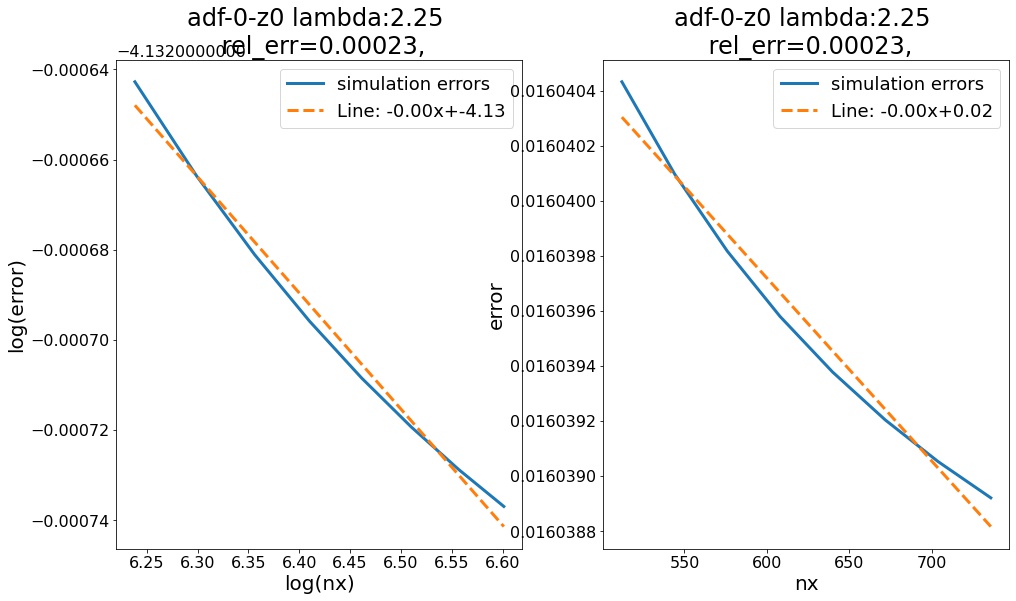 adf-0-z0 lambda:2.25
rel_err=0.00023,
−4.1320000000
−0.00064
−0.00066
−0.00068
−0.00070
−0.00072
−0.00074
log(error)
simulation errors
Line: -0.00x+-4.13
6.25 6.30 6.35 6.40 6.45 6.50 6.55 6.60
log(nx)
adf-0-z0 lambda:2.25
rel_err=0.00023,
0.0160404
0.0160402
0.0160400
0.0160398
0.0160396
0.0160394
0.0160392
0.0160390
0.0160388
error
simulation errors
Line: -0.00x+0.02
550 600 650 700
nx